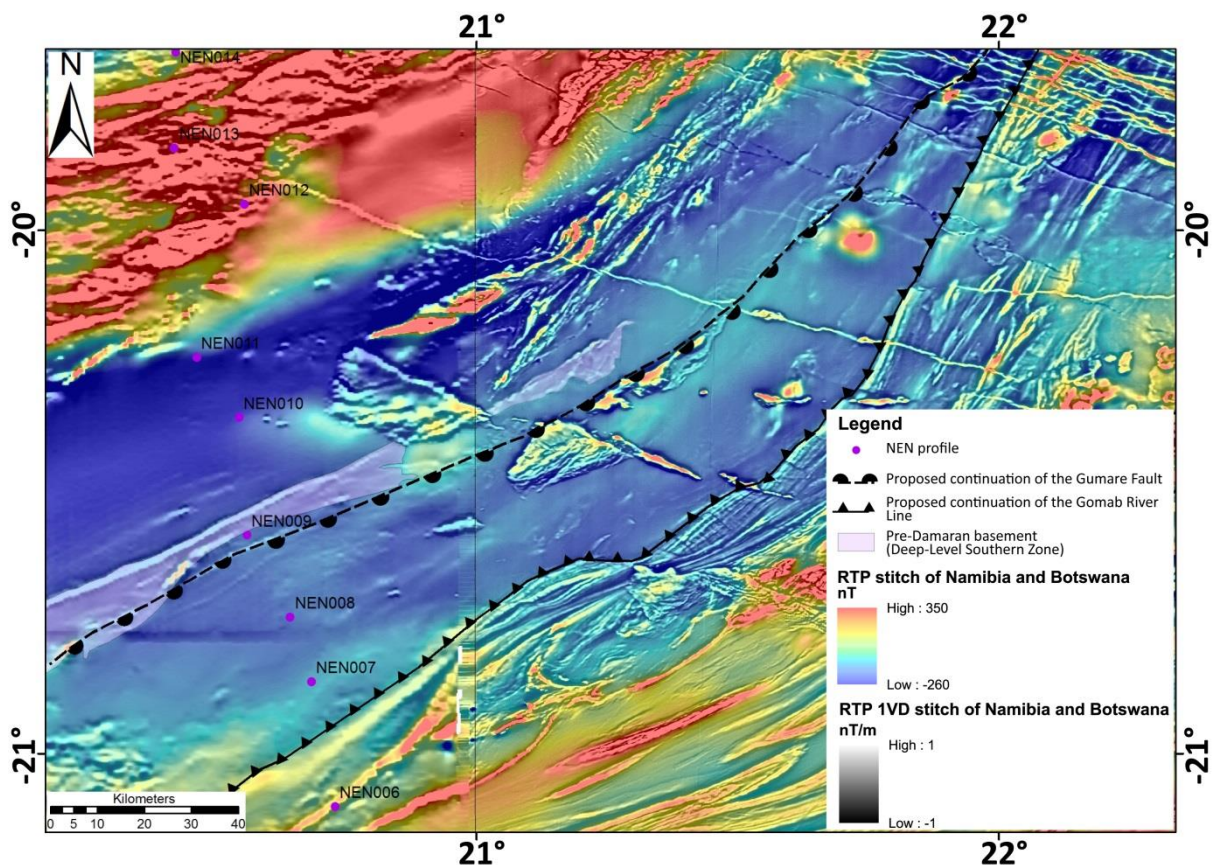 21°
22°
NEN014
N
NEN013
NEN012
-20°
-20°
NEN011
NEN010
Legend
NEN profile
Proposed continuation of the Gumare Fault
Proposed continuation of the Gomab River
Line
NEN009
Pre-Damaran basement
(Deep-Level Southern Zone)
RTP stitch of Namibia and Botswana
nT
High : 350
NEN008
NEN007
Low : -260
RTP 1VD stitch of Namibia and Botswana
nT/m
High : 1
-21°
-21°
NEN006
Kilometers
0 5 10 20 30 40
Low : -1
21°
22°